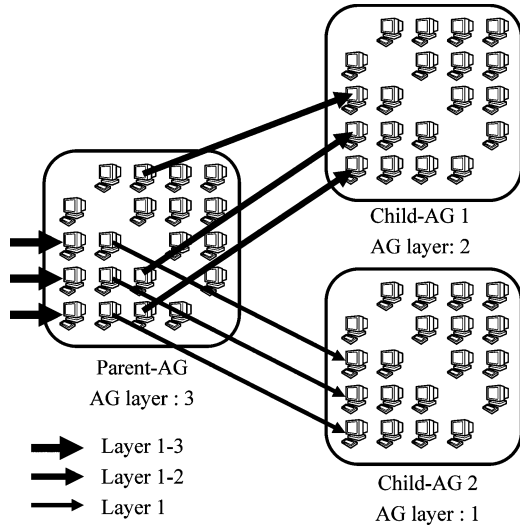 Child-AG 1
AG layer: 2
Parent-AG
AG layer : 3
Layer 1-3
Layer 1-2
Layer 1
Child-AG 2
AG layer : 1